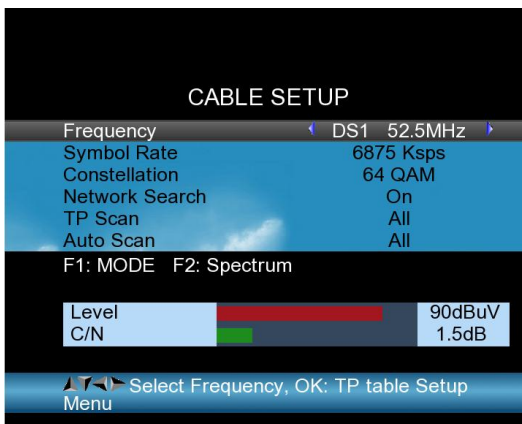 CABLE SETUP
Frequency DS1 52.5MHz
Symbol Rate 6875 Ksps
Constellation 64 QAM
Network Search On
TP Scan All
Auto Scan All
F1: MODE F2: Spectrum
Level 90dBuV
C/N 1.5dB
Select Frequency, OK: TP table Setup
Menu